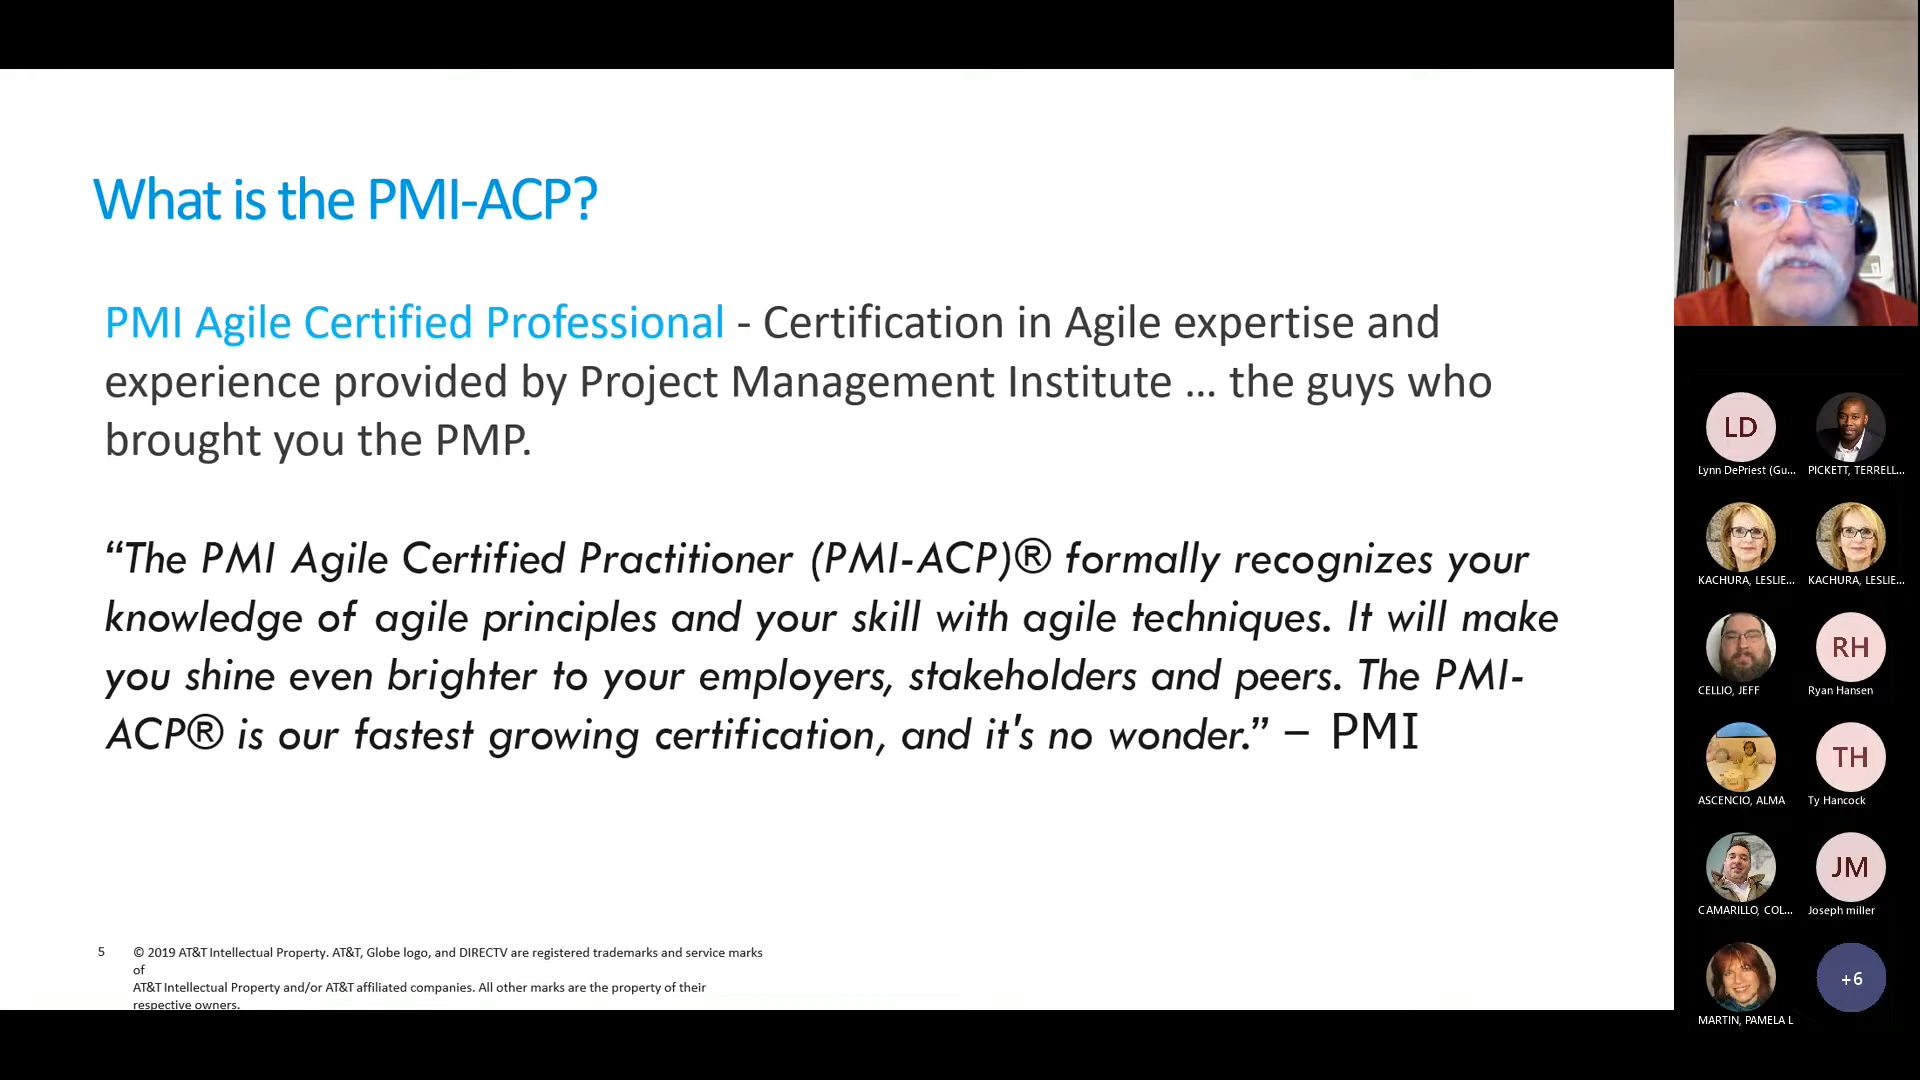 What is the PMI-ACP?
PMI Agile Certified Professional - Certification in Agile expertise and
experience provided by Project Management Institute ... the guys who
brought you the PMP.
“The PMI Agile Certified Practitioner (PMI-ACP)® formally recognizes your
knowledge of agile principles and your skill with agile techniques. It will make
you shine even brighter to your employers, stakeholders and peers. The PMI-
ACP® is our fastest growing certification, and it's no wonder.” – PMI
5
© 2019 AT&T Intellectual Property. AT&T, Globe logo, and DIRECTV are registered trademarks and service marks
of
AT&T Intellectual Property and/or AT&T affiliated companies. All other marks are the property of their
respective owners.
LD
Lynn DePriest (Gu...
PICKETT, TERRELL...
KACHURA, LESLIE...
KACHURA, LESLIE...
CELLIO, JEFF
RH
Ryan Hansen
ASCENCIO, ALMA
TH
Ty Hancock
CAMARILLO, COL...
JM
Joseph miller
MARTIN, PAMELA L
+6